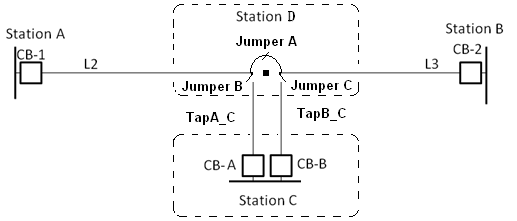 Station D
Station A
Jumper A
Station B
CB-1
L2
L3
CB-2
Jumper B
Jumper C
TapA_C
TapB_C
CB-A
CB-B
Station C